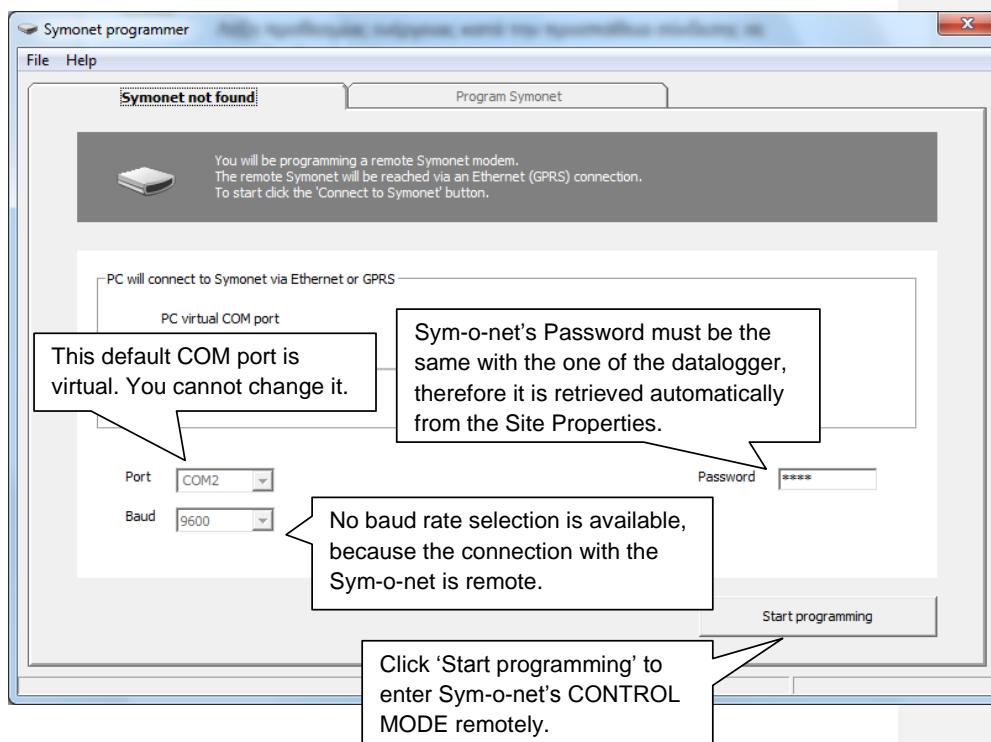 Symonet programmer
File Help
Symonet not found
Program Symonet
You will be programming a remote Symonet modem.
The remote Symonet will be reached via an Ethernet (GPRS) connection.
To start click the 'Connect to Symonet' button.
PC will connect to Symonet via Ethernet or GPRS
PC virtual COM port
This default COM port is
virtual. You cannot change it.
Sym-o-net’s Password must be the
same with the one of the datalogger,
therefore it is retrieved automatically
from the Site Properties.
Port COM2
Password ****
Baud 9600
No baud rate selection is available,
because the connection with the
Sym-o-net is remote.
Start programming
Click ‘Start programming’ to
enter Sym-o-net’s CONTROL
MODE remotely.